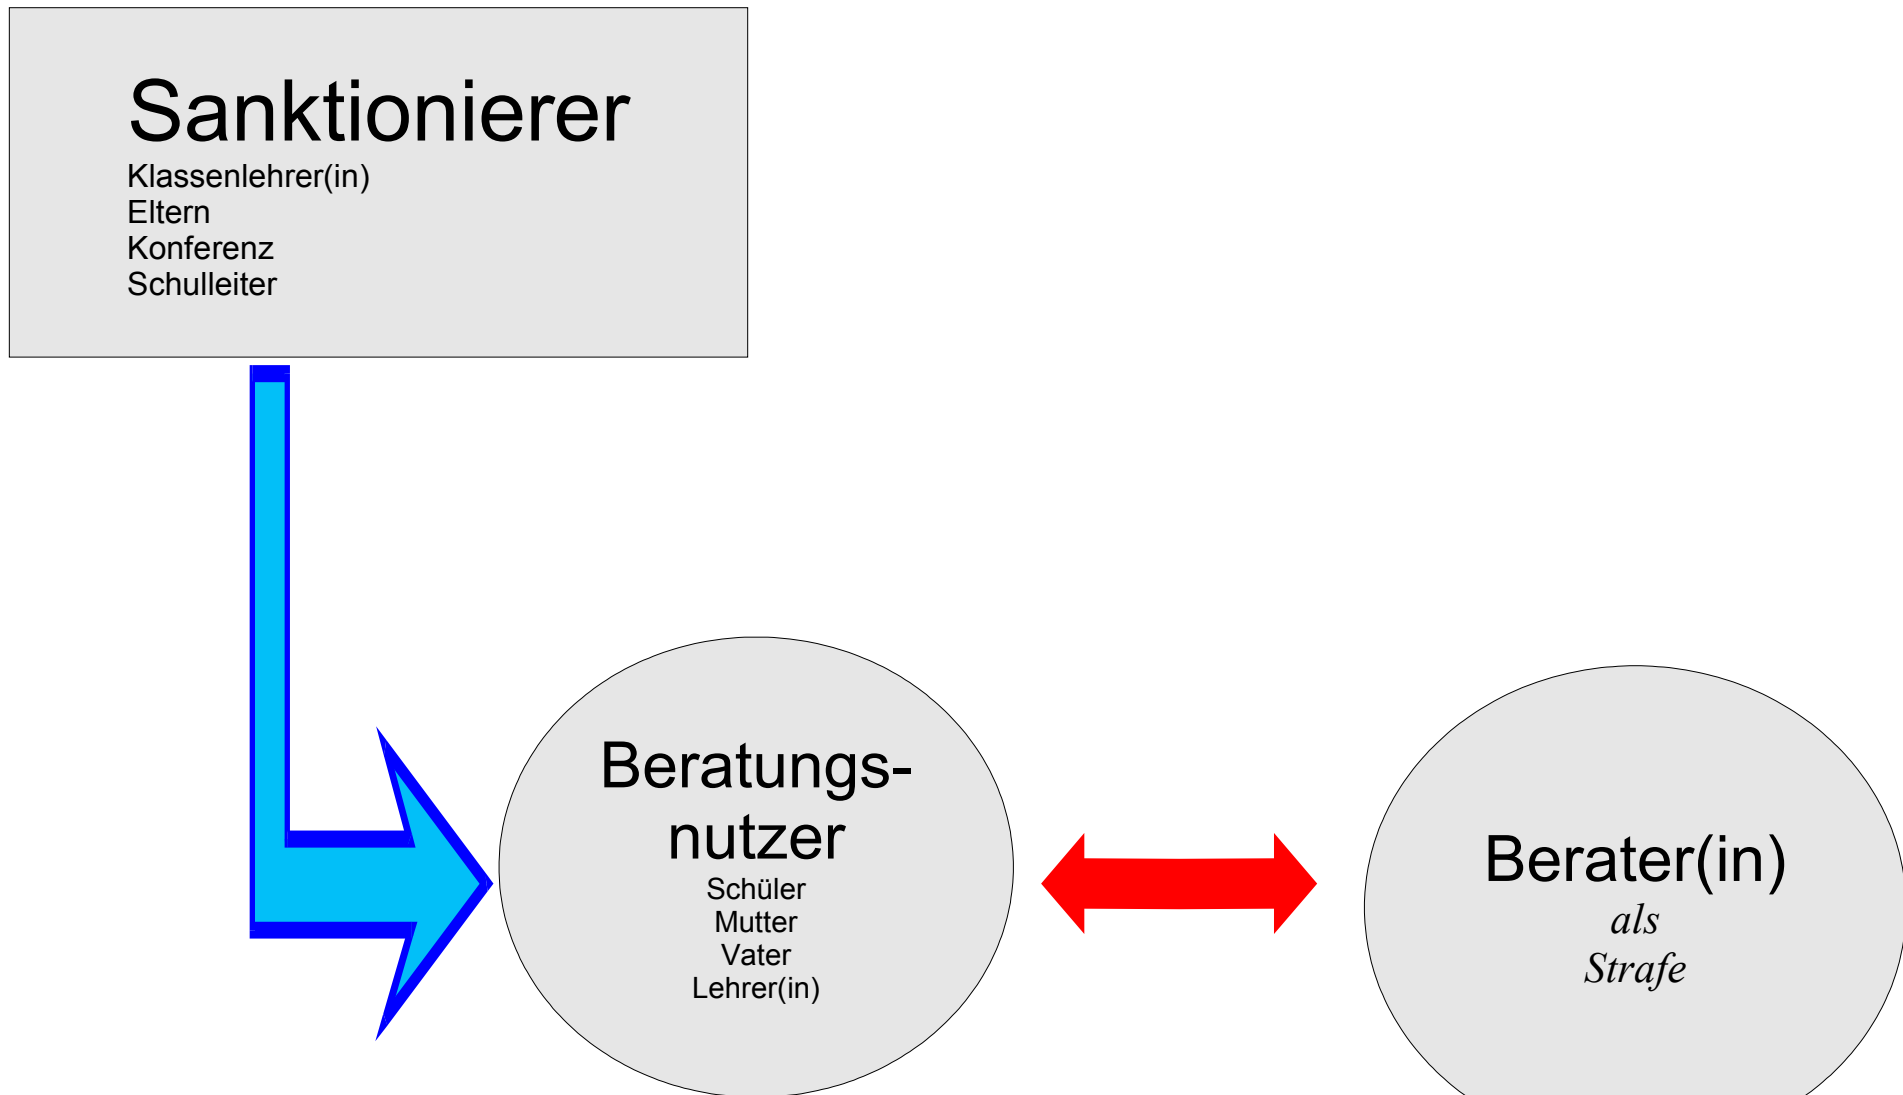 Sanktionierer
Klassenlehrer(in)
Eltern
Konferenz
Schulleiter
Beratungs-
nutzer
Schüler
Mutter
Vater
Lehrer(in)
Berater(in)
als
Strafe